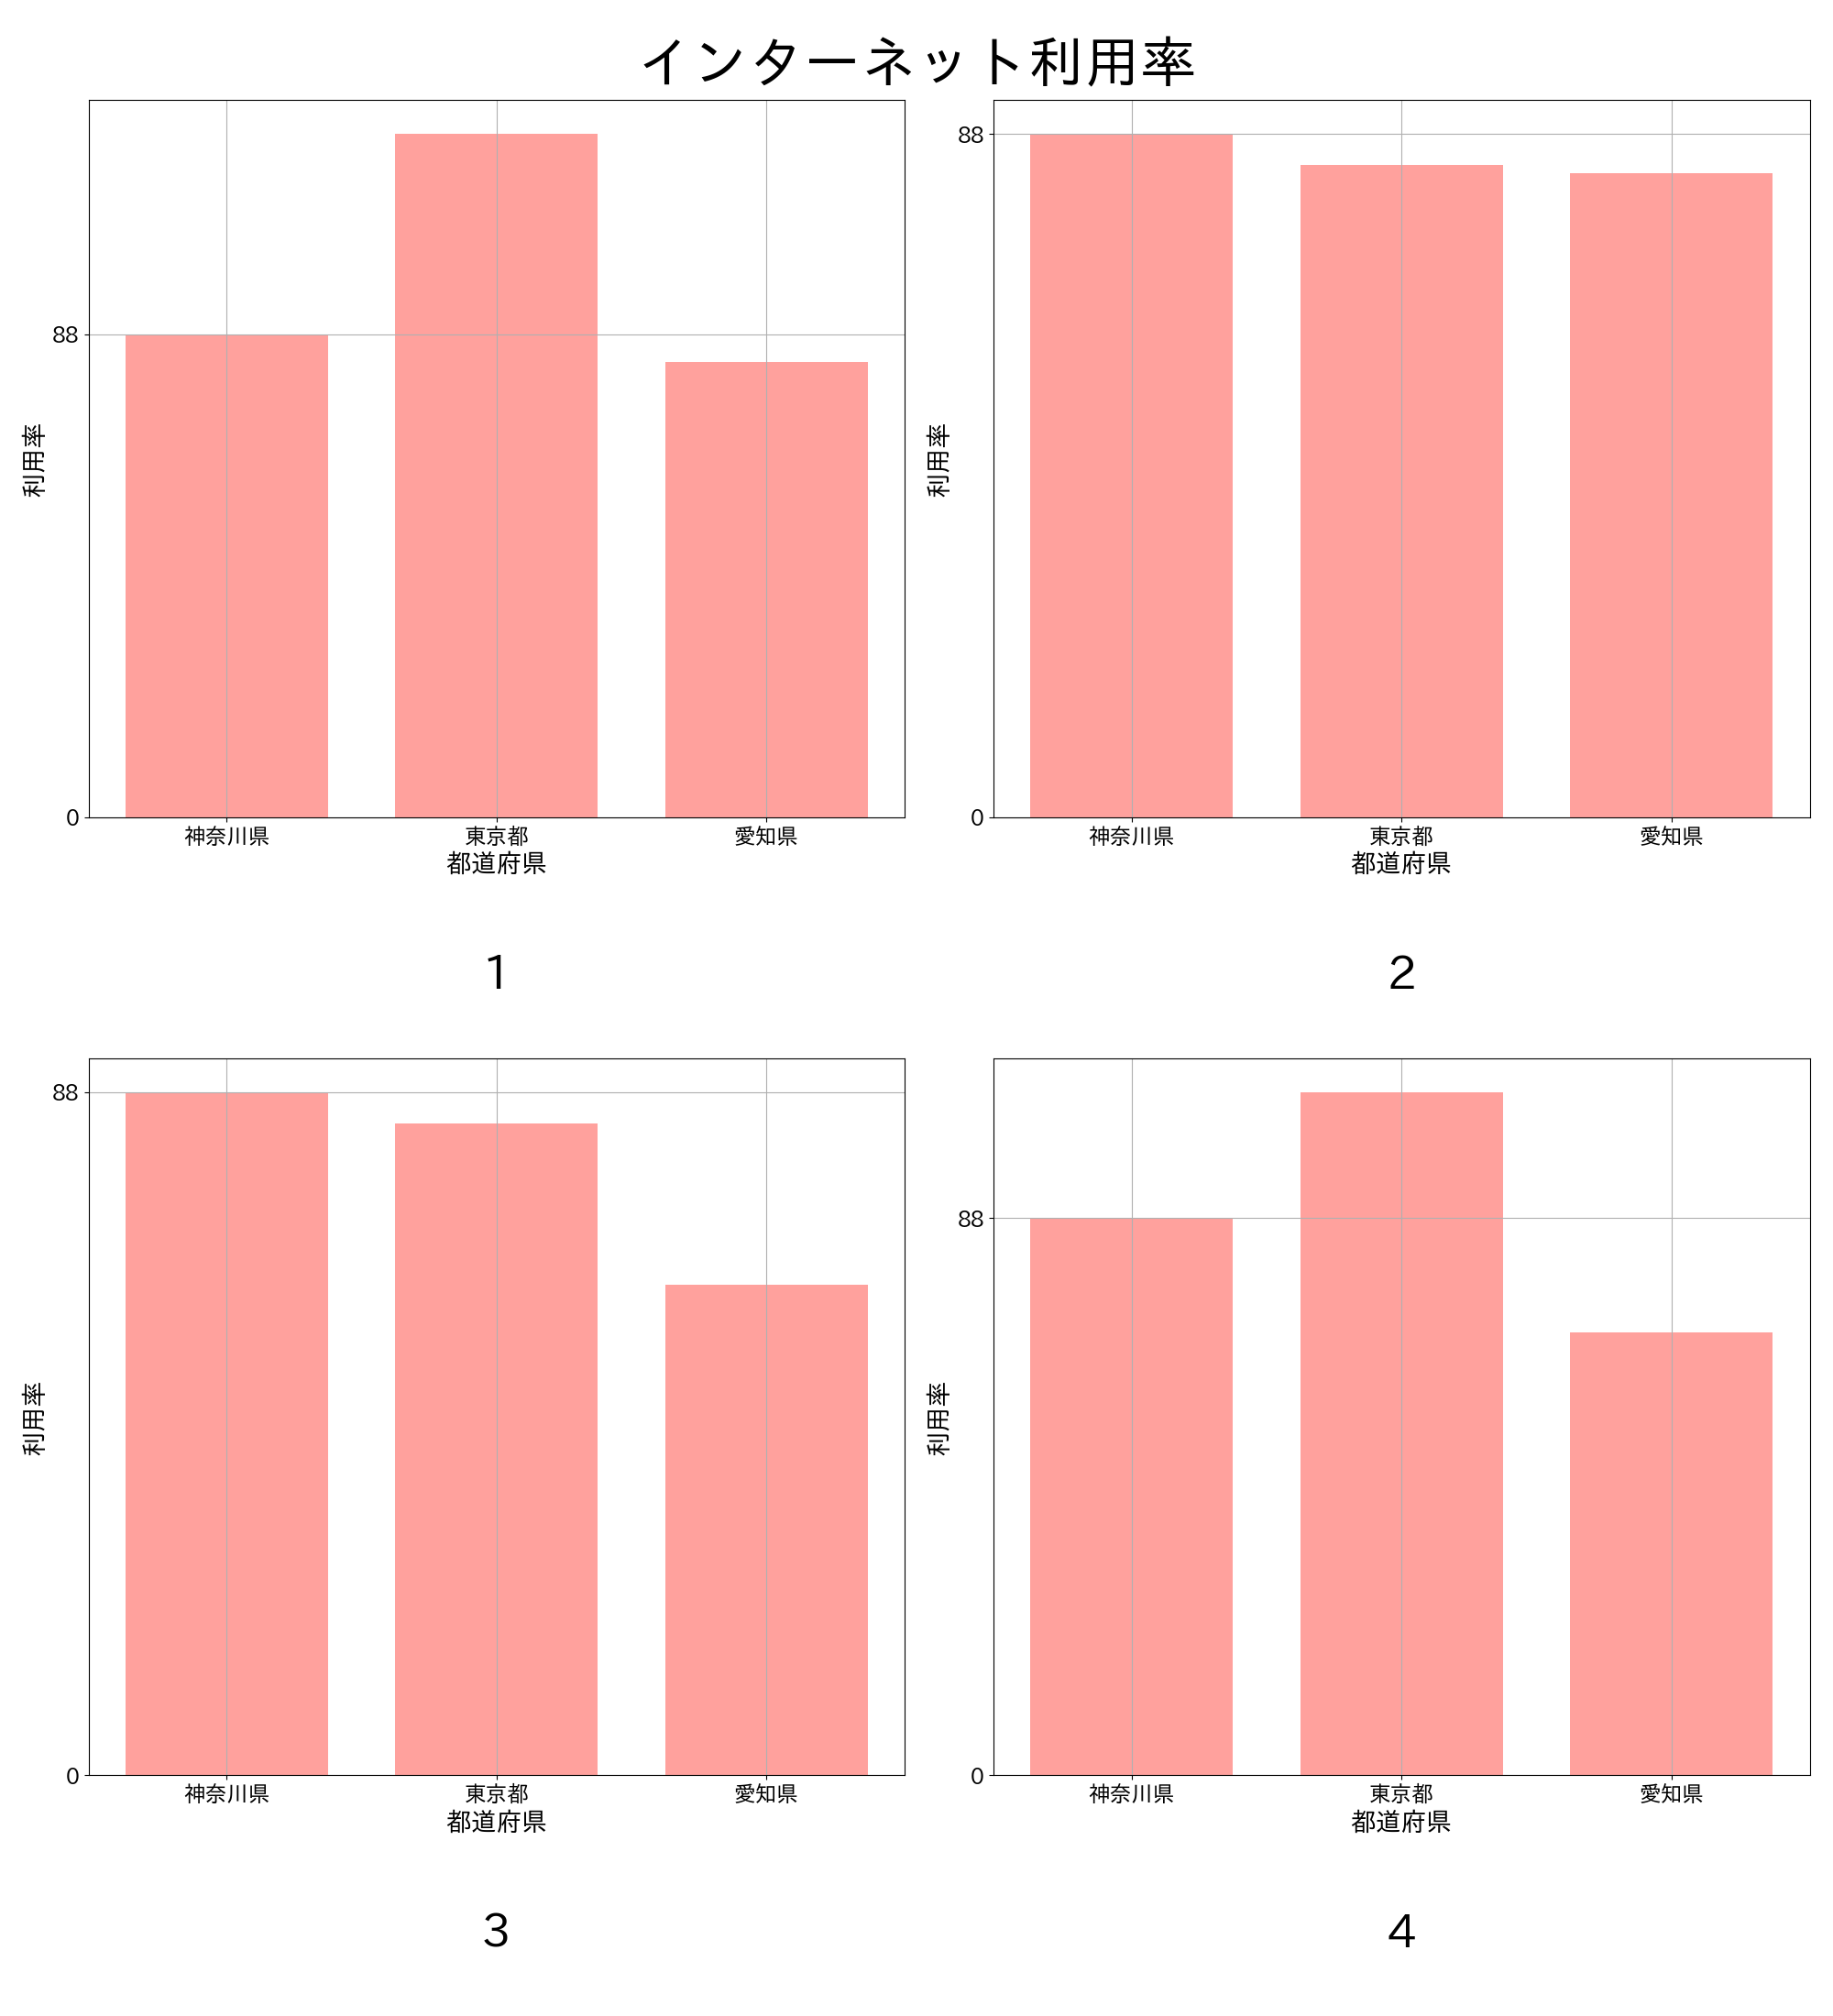 インターネット利用率
88
0
利用率
神奈川県 東京都 愛知県
都道府県
1
88
0
利用率
神奈川県 東京都 愛知県
都道府県
2
88
0
利用率
神奈川県 東京都 愛知県
都道府県
3
88
0
利用率
神奈川県 東京都 愛知県
都道府県
4